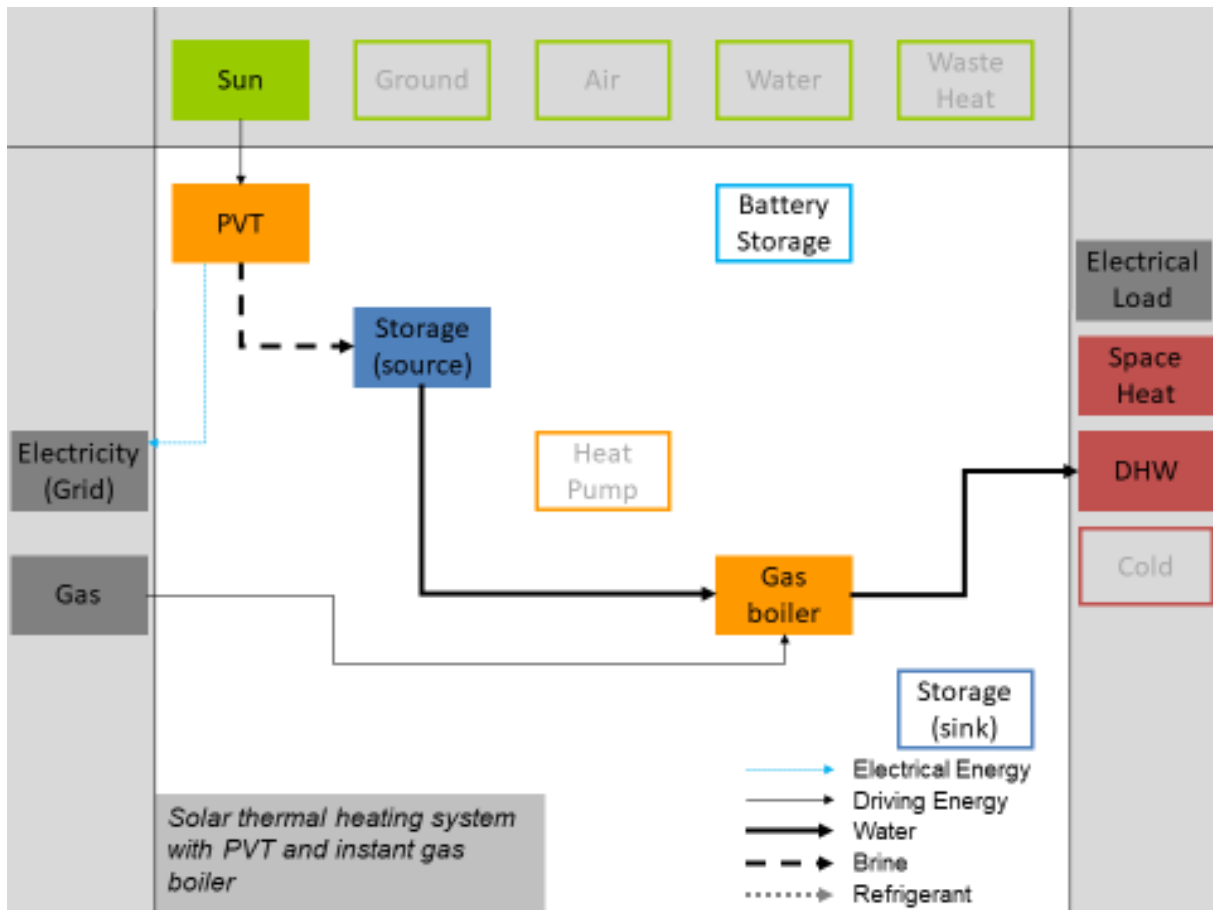 Sun
Ground
Air
Water
Waste
Heat
PVT
Battery
Storage
Electrical
Load
Storage
(source)
Space
Heat
Electricity
(Grid)
Heat
Pump
DHW
Gas
Gas
boiler
Cold
Storage
(sink)
Electrical Energy
Driving Energy
Water
Brine
Refrigerant
Solar thermal heating system
with PVT and instant gas
boiler